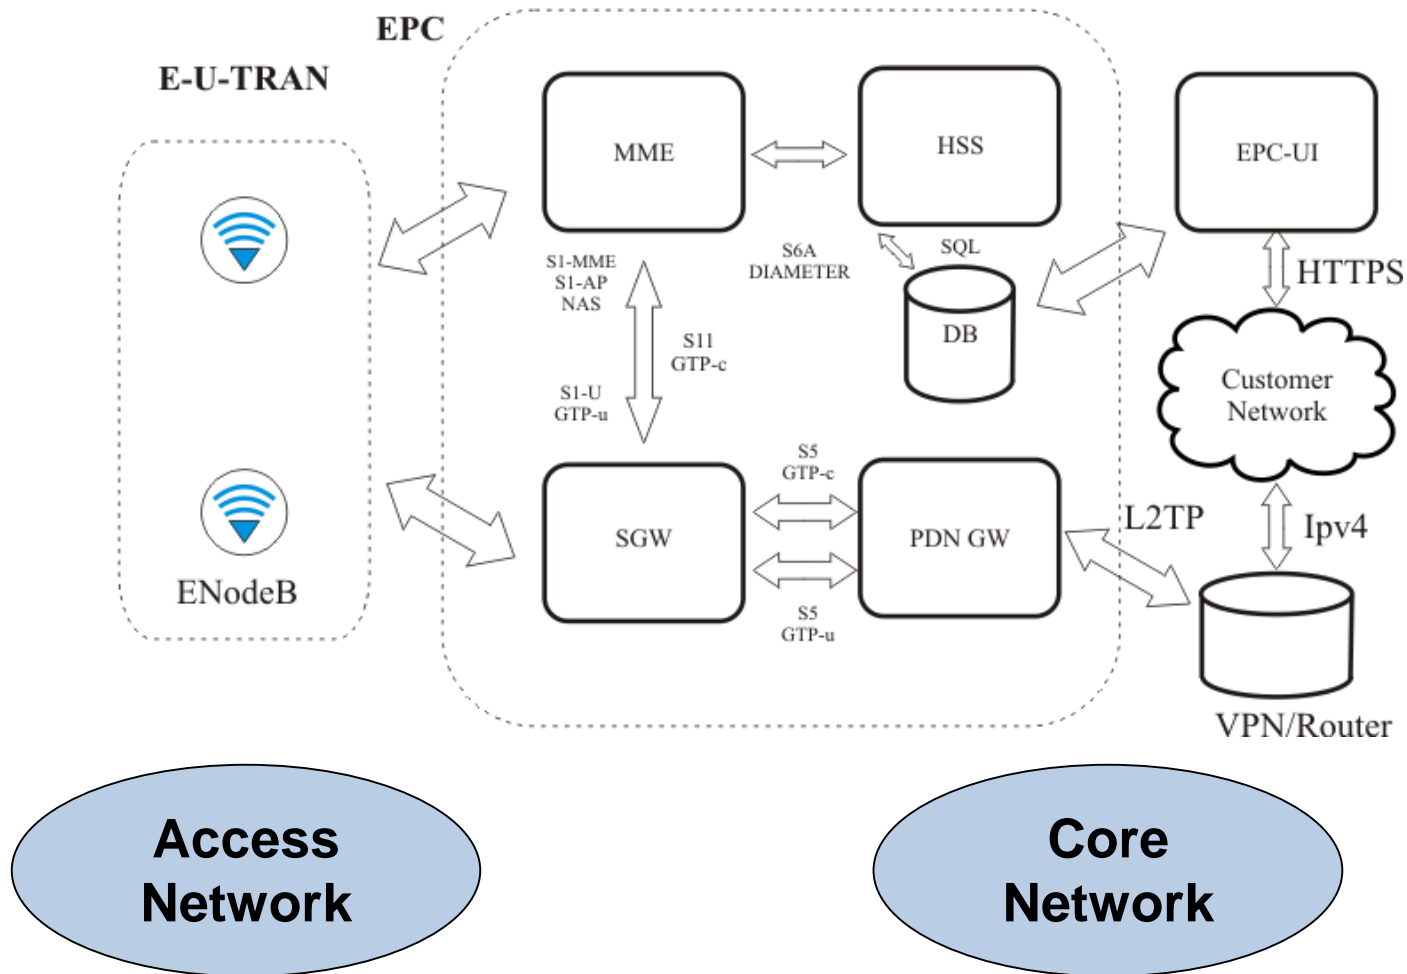 EPC
E-U-TRAN
MME
HSS
EPC-UI
S1-MME
S1-AP
NAS
S6A
DIAMETER
SQL
HTTPS
DB
S11
GTP-c
S1-U
GTP-u
Customer
Network
S5
GTP-c
SGW
PDN GW
L2TP
Ipv4
ENodeB
S5
GTP-u
VPN/Router
Access
Network
Core
Network